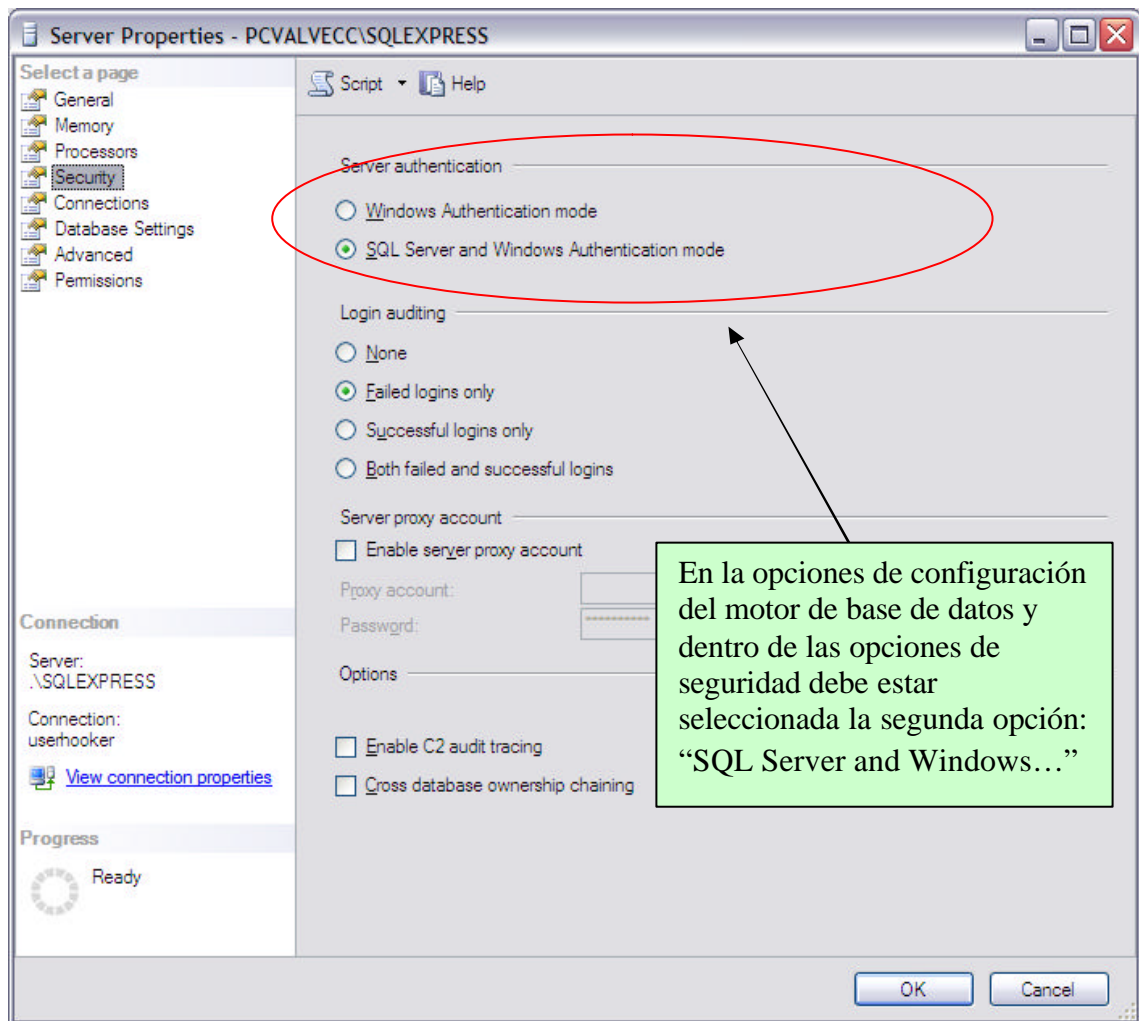 Server Properties - PCVALVECC\SQLEXPRESS
Select a page
General
Memory
Processors
Security
Connections
Database Settings
Advanced
Permissions
Script
Help
Server authentication
Windows Authentication mode
SQL Server and Windows Authentication mode
Login auditing
None
Failed logins only
Successful logins only
Both failed and successful logins
Server proxy account
Enable server proxy account
Proxy account:
Password:
**********
Options
Enable C2 audit tracing
Cross database ownership chaining
En la opciones de configuración
del motor de base de datos y
dentro de las opciones de
seguridad debe estar
seleccionada la segunda opción:
“SQL Server and Windows…”
Connection
Server:
.\SQLEXPRESS
Connection:
userhooker
View connection properties
Progress
Ready
OK
Cancel